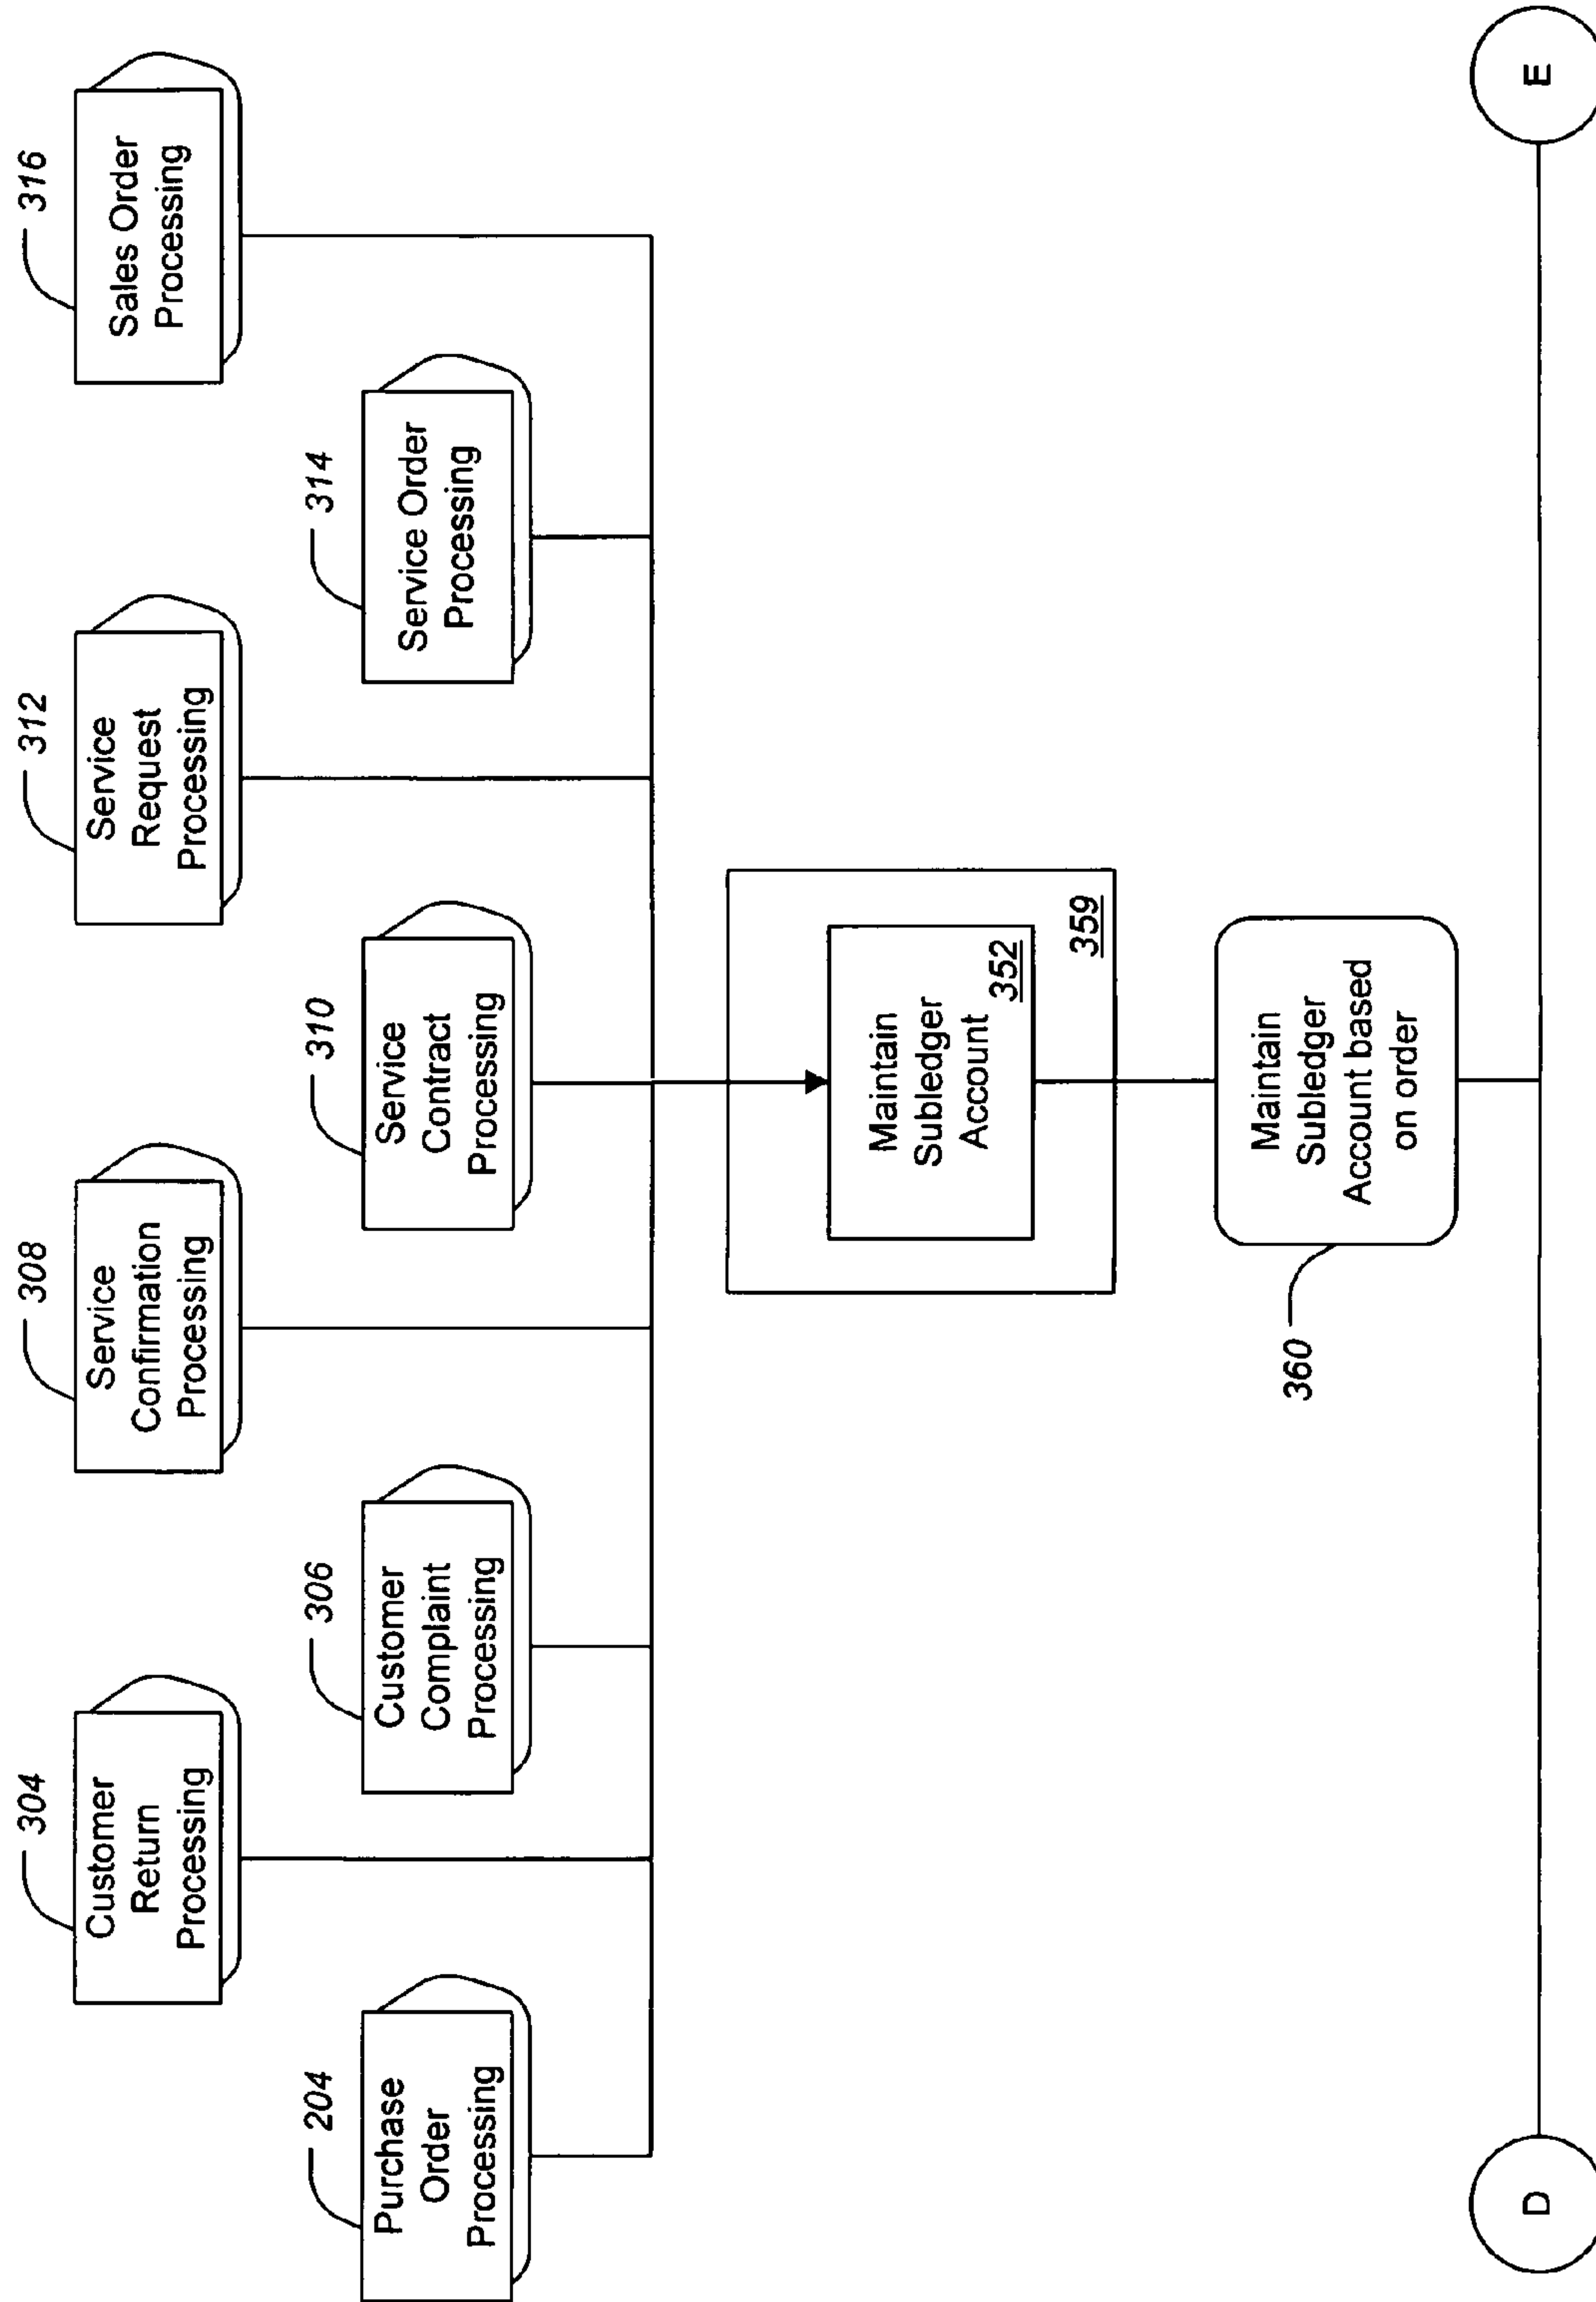 304
Customer
Return
Processing
308
Service
Confirmation
Processing
312
Service
Request
Processing
316
Sales Order
Processing
204
Purchase
Order
Processing
306
Customer
Complaint
Processing
310
Service
Contract
Processing
314
Service Order
Processing
Maintain
Subledger
Account
352
359
360
Maintain
Subledger
Account based
on order
D
E